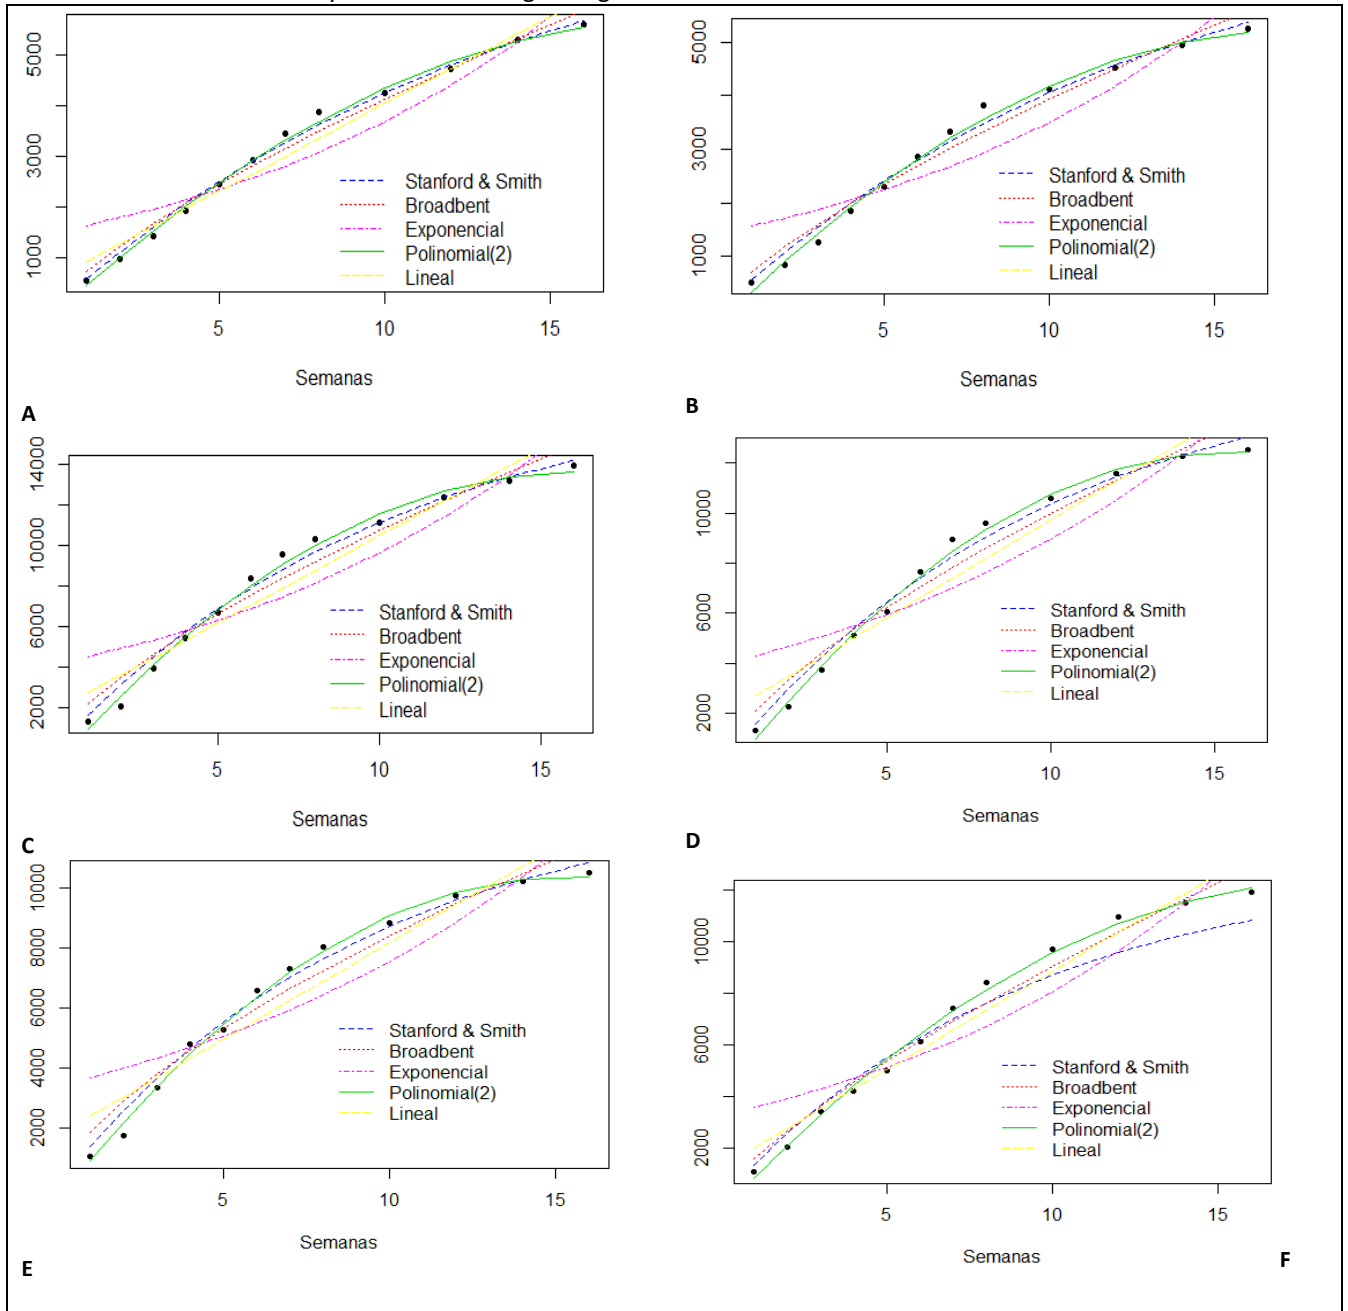 5000
3000
1000
Stanford & Smith
Broadbent
Exponencial
Polinomial(2)
Lineal
5 10 15
Semanas
A
5000
3000
1000
Stanford & Smith
Broadbent
Exponencial
Polinomial(2)
Lineal
5 10 15
Semanas
B
14000
10000
6000
2000
Stanford & Smith
Broadbent
Exponencial
Polinomial(2)
Lineal
5 10 15
Semanas
C
10000
6000
2000
Stanford & Smith
Broadbent
Exponencial
Polinomial(2)
Lineal
5 10 15
Semanas
D
10000
8000
6000
4000
2000
Stanford & Smith
Broadbent
Exponencial
Polinomial(2)
Lineal
5 10 15
Semanas
E
10000
6000
2000
Stanford & Smith
Broadbent
Exponencial
Polinomial(2)
Lineal
5 10 15
Semanas
F